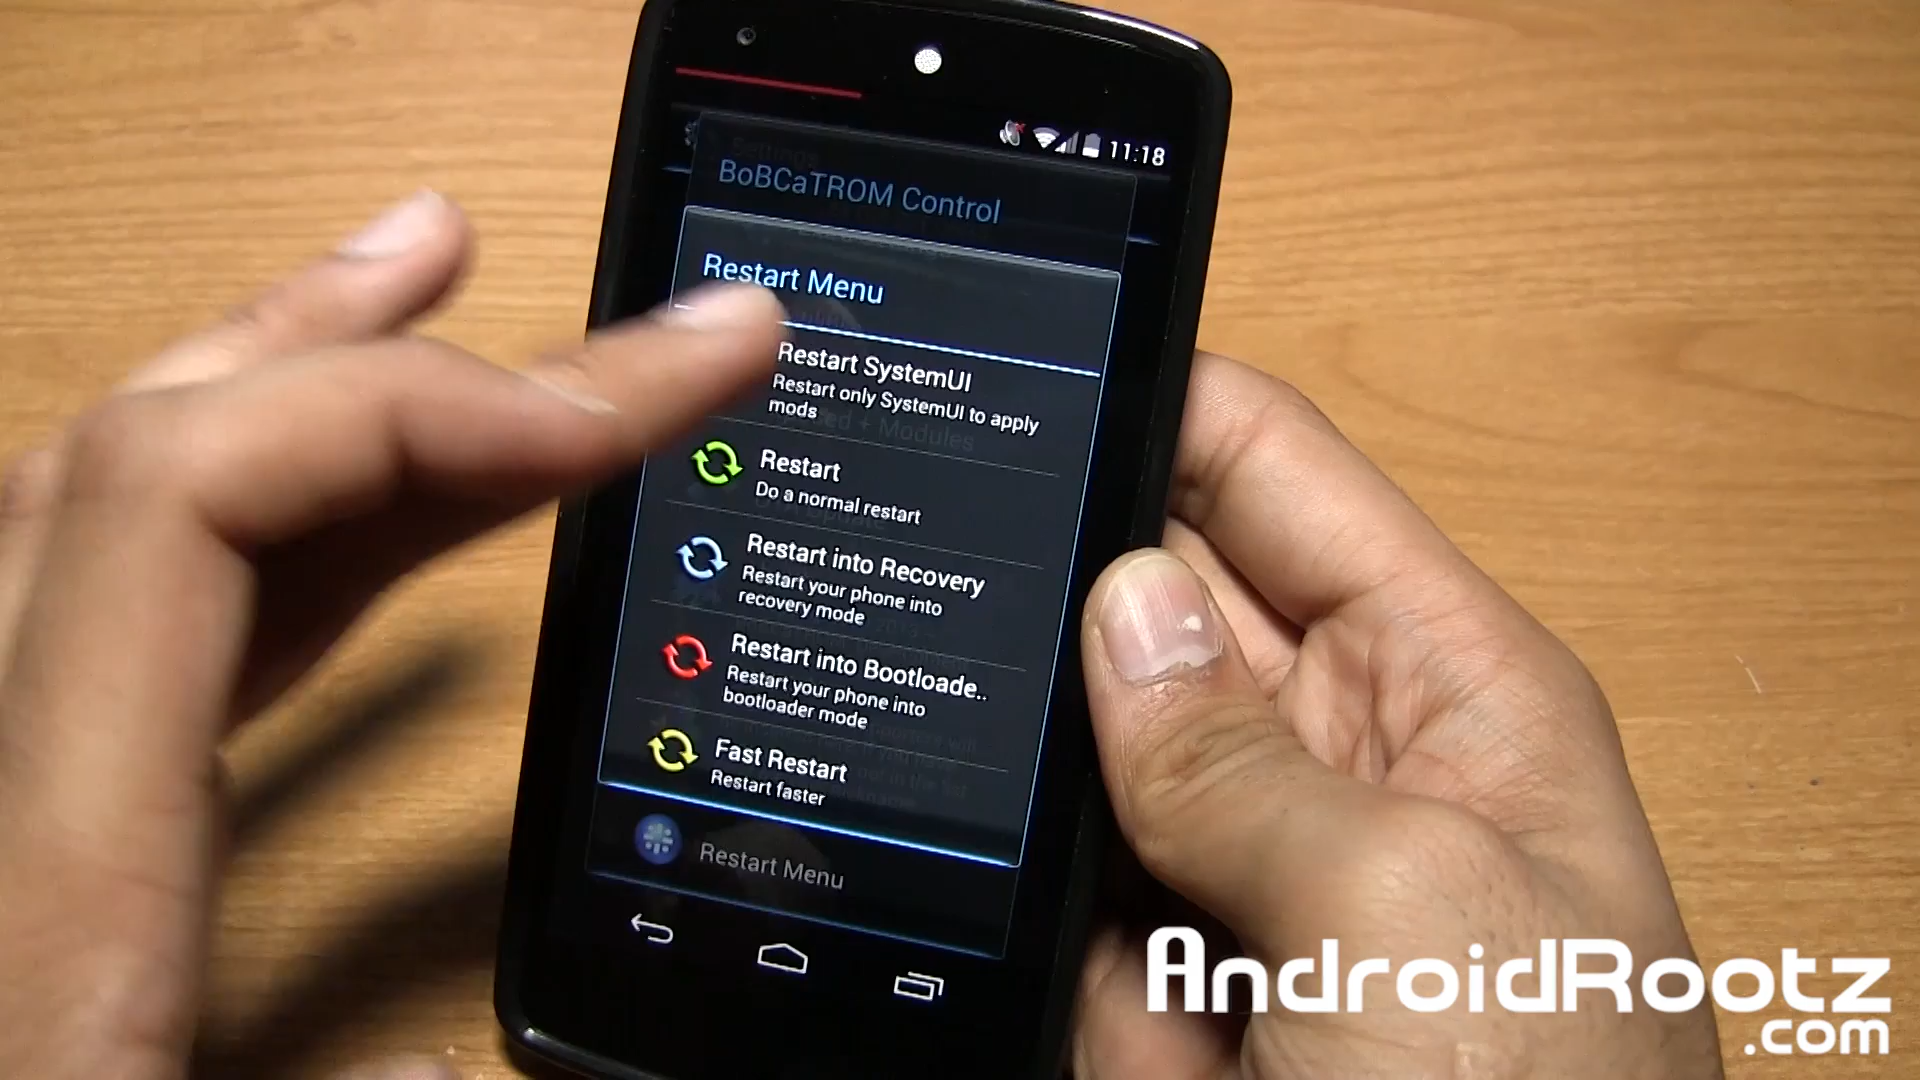 11:18
Settings
BoBCaTROM Control
Restart Menu
Restart SystemUI
Restart only SystemUI to apply
mods
+ Modules
Restart
Do a normal restart
Restart into Recovery
Restart your phone into
recovery mode
Restart into Bootloade..
Restart your phone into
bootloader mode
Fast Restart
Restart faster
Restart Menu
AndroidRootz
.com